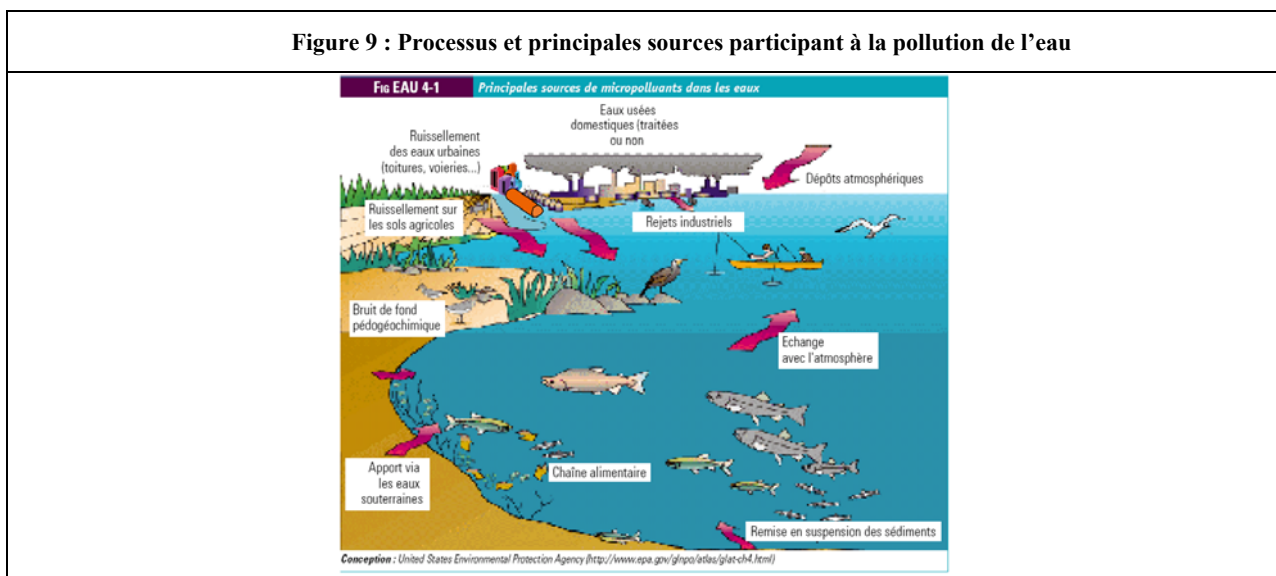 Figure 9 : Processus et principales sources participant à la pollution de l'eau
FIG EAU 4-1
Principales sources de micropolluants dans les eaux
Eaux usées
domestiques (traitées
ou non
Ruissellement
des eaux urbaines
(toitures, voieries...)
Dépôts atmosphériques
Ruissellement sur
les sols agricoles
Rejets industriels
Bruit de fond
pédogéochimique
Echange
avec l'atmosphère
Apport via
les eaux
souterraines
Chaîne alimentaire
Remise en suspension des sédiments
Conception : United States Environmental Protection Agency (http://www.epa.gov/glnpo/atlas/glat-ch4.html)